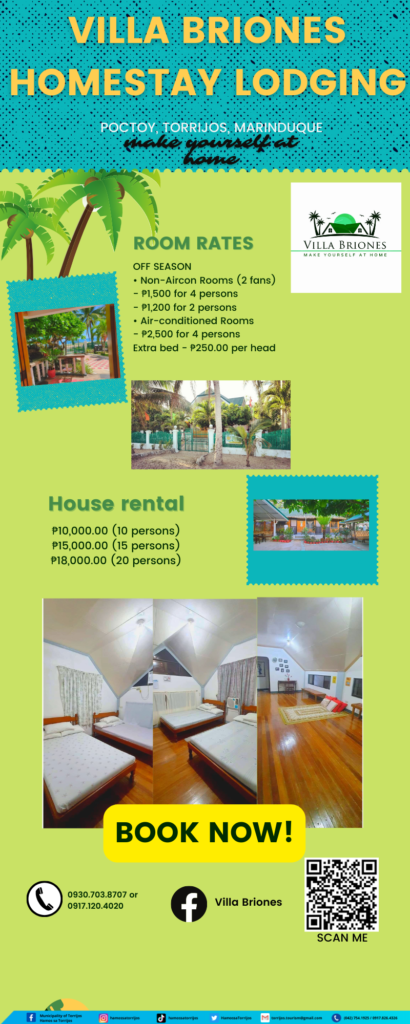 VILLA BRIONES
HOMESTAY LODGING
POCTOY, TORRIJOS, MARINDUQUE
make yourself at
home
VILLA BRIONES
MAKE YOURSELF AT HOME
ROOM RATES
OFF SEASON
• Non-Aircon Rooms (2 fans)
- ₱1,500 for 4 persons
- ₱1,200 for 2 persons
• Air-conditioned Rooms
- ₱2,500 for 4 persons
Extra bed - ₱250.00 per head
House rental
₱10,000.00 (10 persons)
₱15,000.00 (15 persons)
₱18,000.00 (20 persons)
BOOK NOW!
0930.703.8707 or
0917.120.4020
Villa Briones
SCAN ME
Municipality of Torrijos